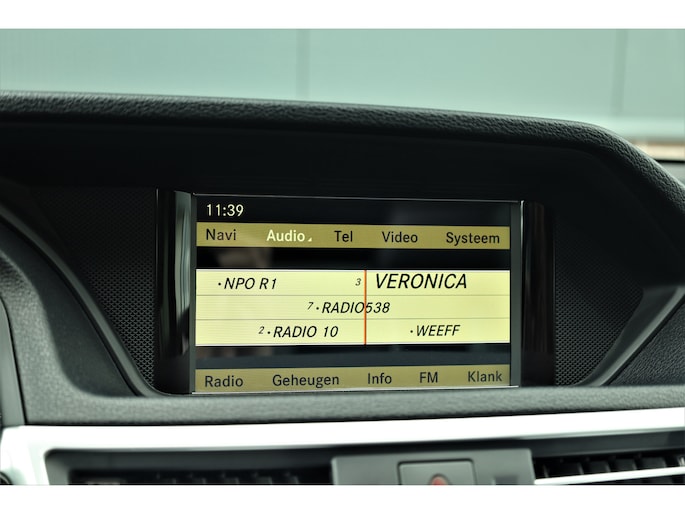 11:39
Navi Audio Tel Video Systeem
•NPO R1 3 VERONICA
7•RADIO538
2•RADIO 10 •WEEFF
Radio Geheugen Info FM Klank